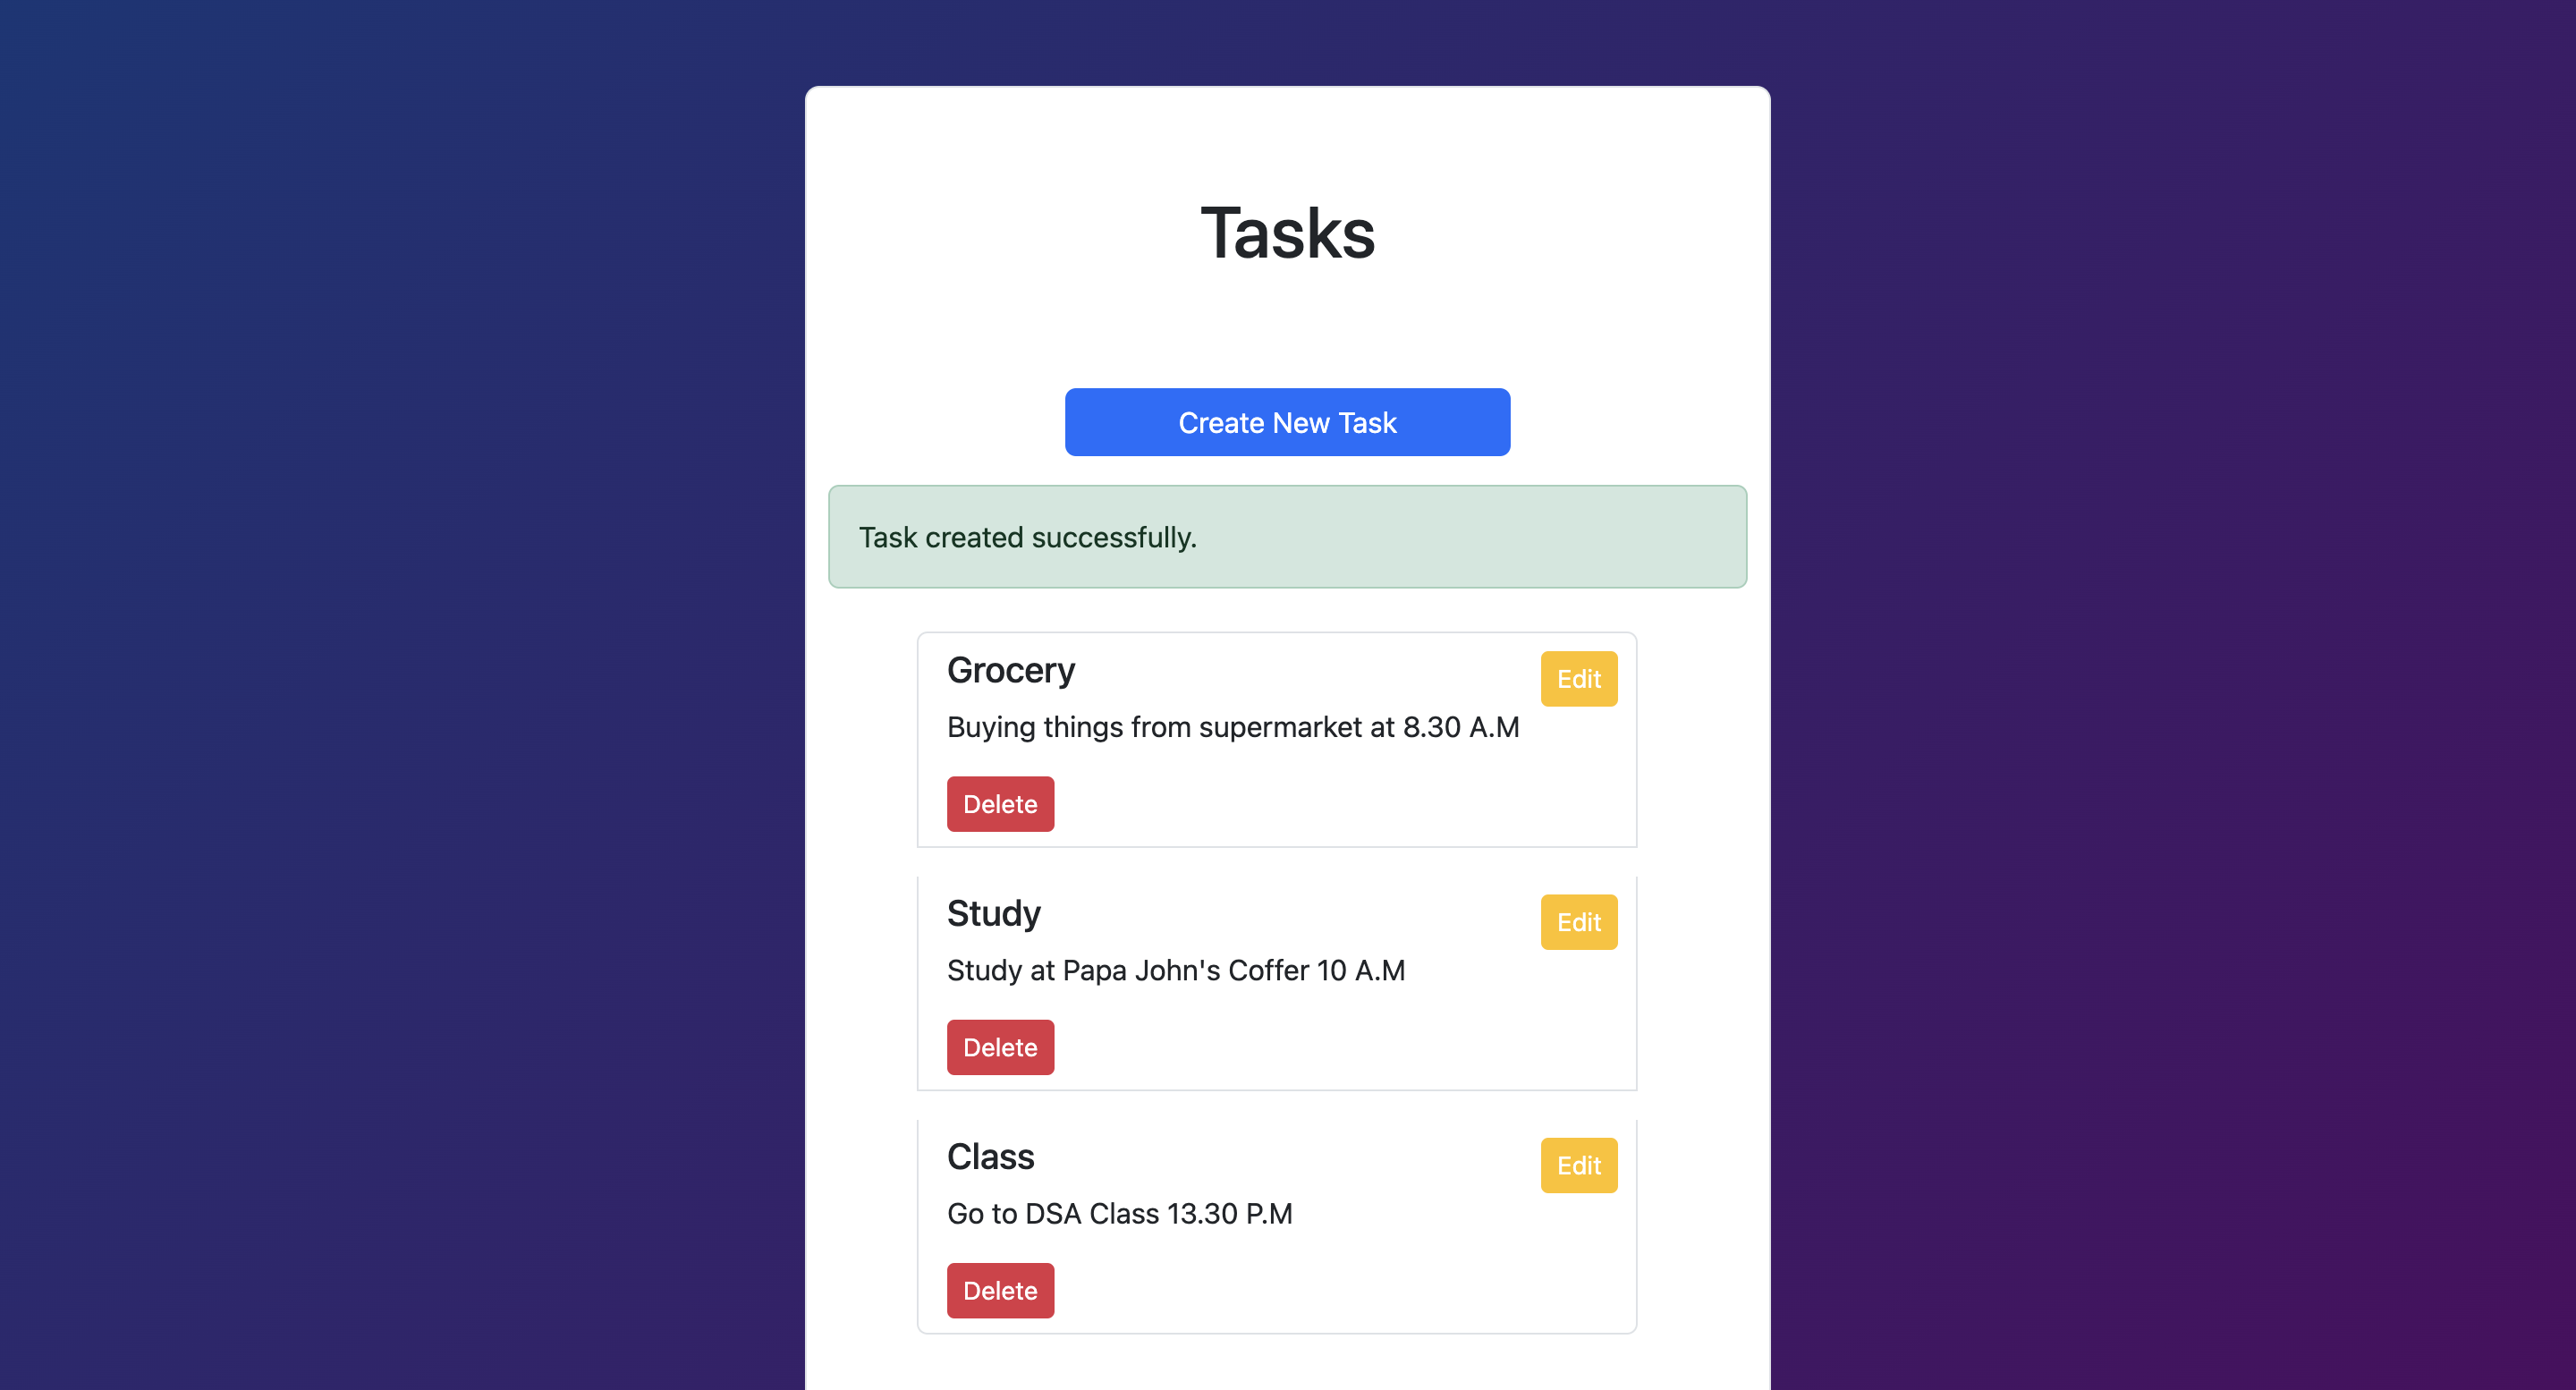 Tasks
Create New Task
Task created successfully.
Grocery
Edit
Buying things from supermarket at 8.30 A.M
Delete
Study
Edit
Study at Papa John's Coffer 10 A.M
Delete
Class
Edit
Go to DSA Class 13.30 P.M
Delete